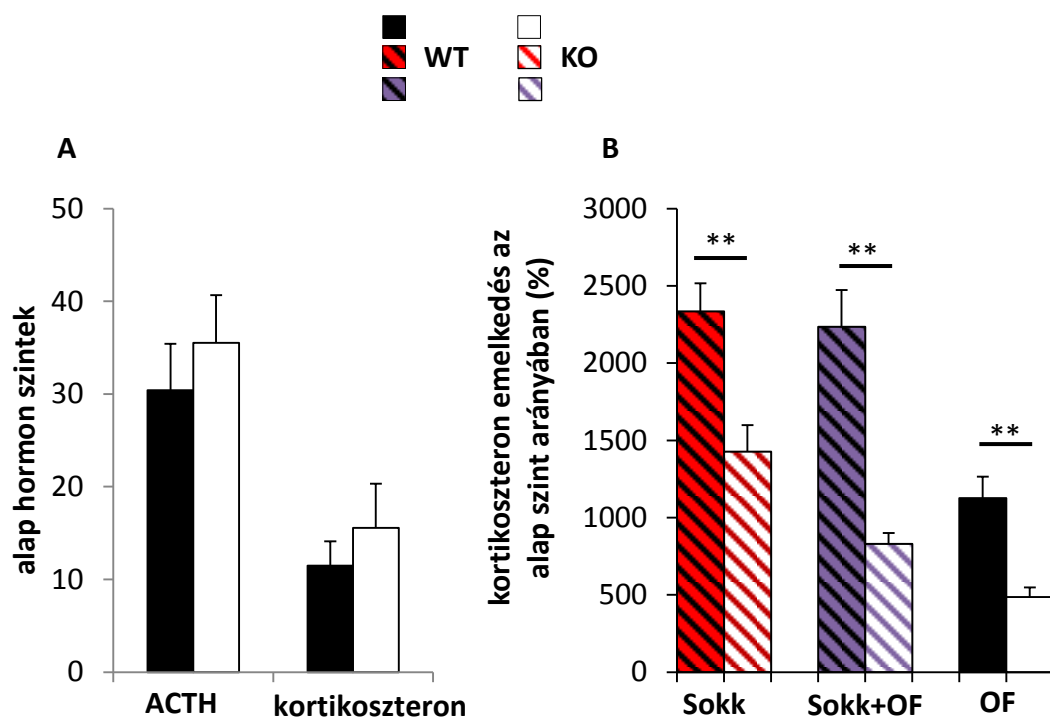 WT KO
A
alap hormon szintek
50
40
30
20
10
0
ACTH kortikoszteron
B
kortikoszteron emelkedés az
alap szint arányában (%)
3000
2500
2000
1500
1000
500
0
**
**
**
Sokk Sokk+OF OF